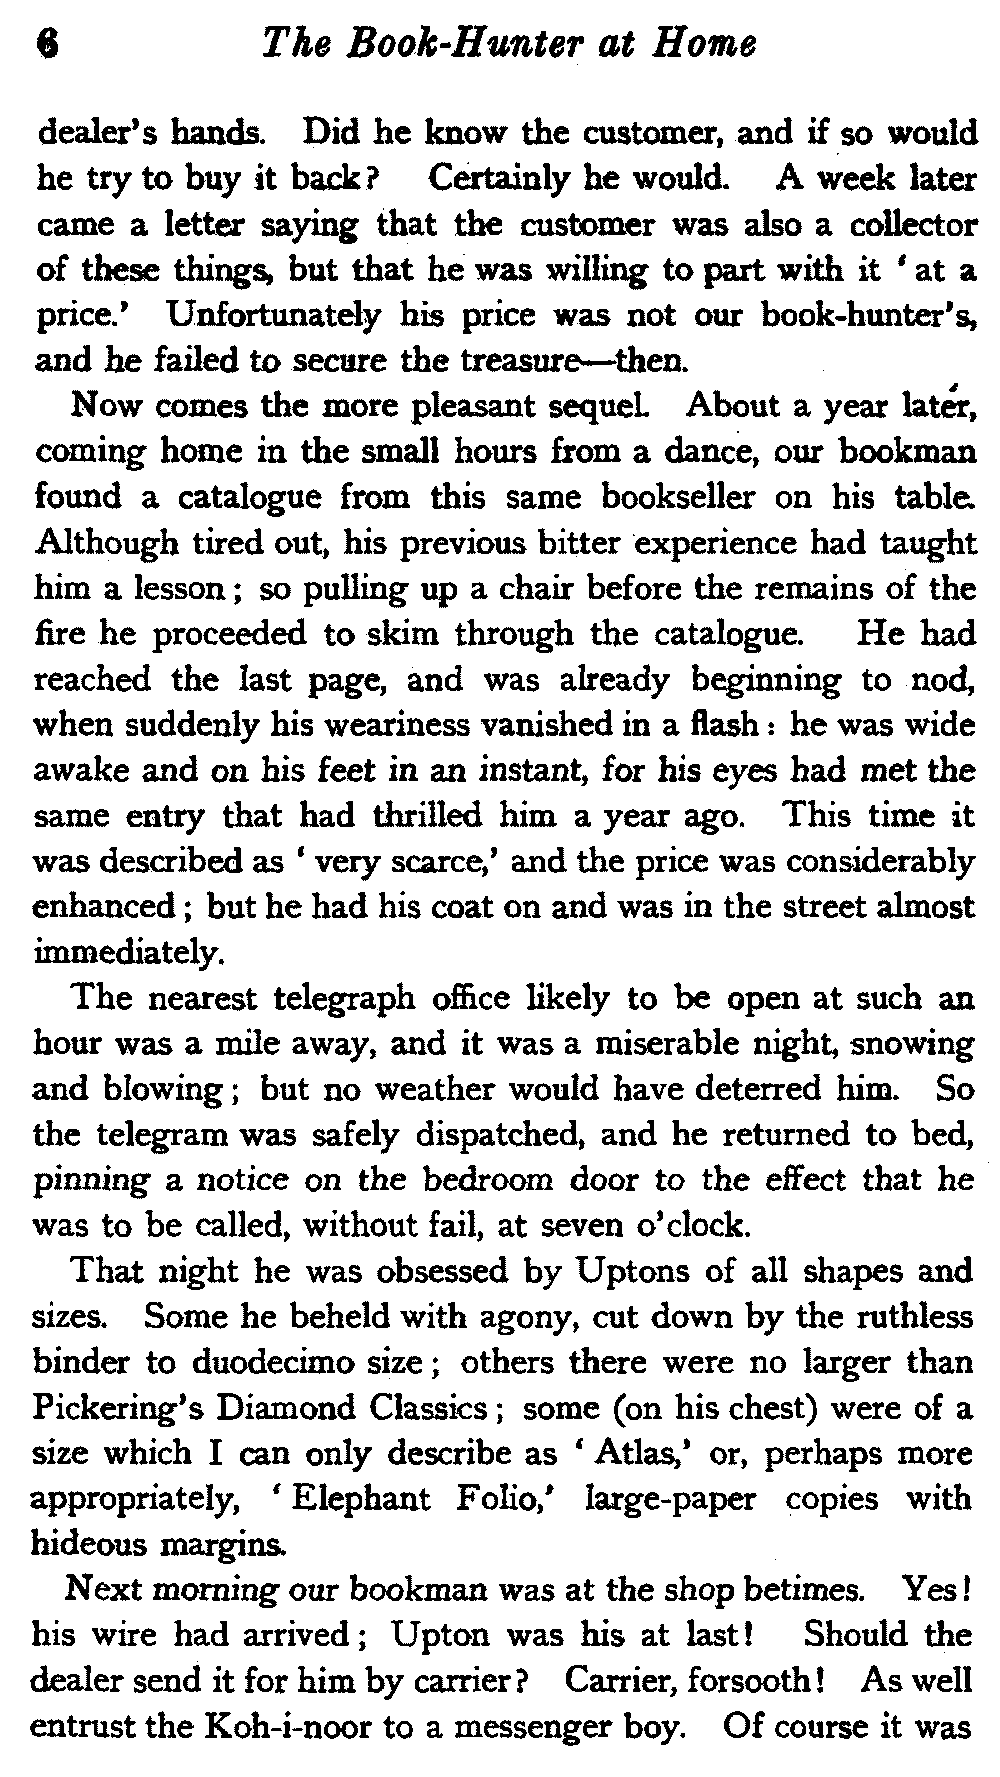 6 The Book-Hunter at Home
dealer's hands. Did he know the customer, and if so would
he try to buy it back? Certainly he would. A week later
came a letter saying that the customer was also a collector
of these things, but that he was willing to part with it ‘ at a
price.’ Unfortunately his price was not our book-hunter's,
and he failed to secure the treasure—then.
Now comes the more pleasant sequel. About a year later,
coming home in the small hours from a dance, our bookman
found a catalogue from this same bookseller on his table.
Although tired out, his previous bitter experience had taught
him a lesson ; so pulling up a chair before the remains of the
fire he proceeded to skim through the catalogue. He had
reached the last page, and was already beginning to nod,
when suddenly his weariness vanished in a flash : he was wide
awake and on his feet in an instant, for his eyes had met the
same entry that had thrilled him a year ago. This time it
was described as ‘ very scarce,’ and the price was considerably
enhanced ; but he had his coat on and was in the street almost
immediately.
The nearest telegraph office likely to be open at such an
hour was a mile away, and it was a miserable night, snowing
and blowing ; but no weather would have deterred him. So
the telegram was safely dispatched, and he returned to bed,
pinning a notice on the bedroom door to the effect that he
was to be called, without fail, at seven o'clock.
That night he was obsessed by Uptons of all shapes and
sizes. Some he beheld with agony, cut down by the ruthless
binder to duodecimo size ; others there were no larger than
Pickering's Diamond Classics ; some (on his chest) were of a
size which I can only describe as ‘ Atlas,’ or, perhaps more
appropriately, ‘ Elephant Folio,’ large-paper copies with
hideous margins.
Next morning our bookman was at the shop betimes. Yes!
his wire had arrived ; Upton was his at last! Should the
dealer send it for him by carrier? Carrier, forsooth! As well
entrust the Koh-i-noor to a messenger boy. Of course it was